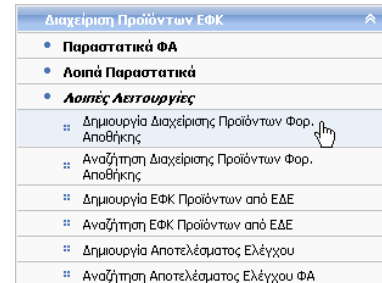 Διαχείριση Προϊόντων ΕΦΚ
Παραστατικά ΦΑ
Λοιπά Παραστατικά
Λοιπές Λειτουργίες
Δημιουργία Διαχείρισης Προϊόντων Φορ.
Αποθήκης
Αναζήτηση Διαχείρισης Προϊόντων Φορ.
Αποθήκης
Δημιουργία ΕΦΚ Προϊόντων από ΕΔΕ
Αναζήτηση ΕΦΚ Προϊόντων από ΕΔΕ
Δημιουργία Αποτελέσματος Ελέγχου
Αναζήτηση Αποτελέσματος Ελέγχου ΦΑ